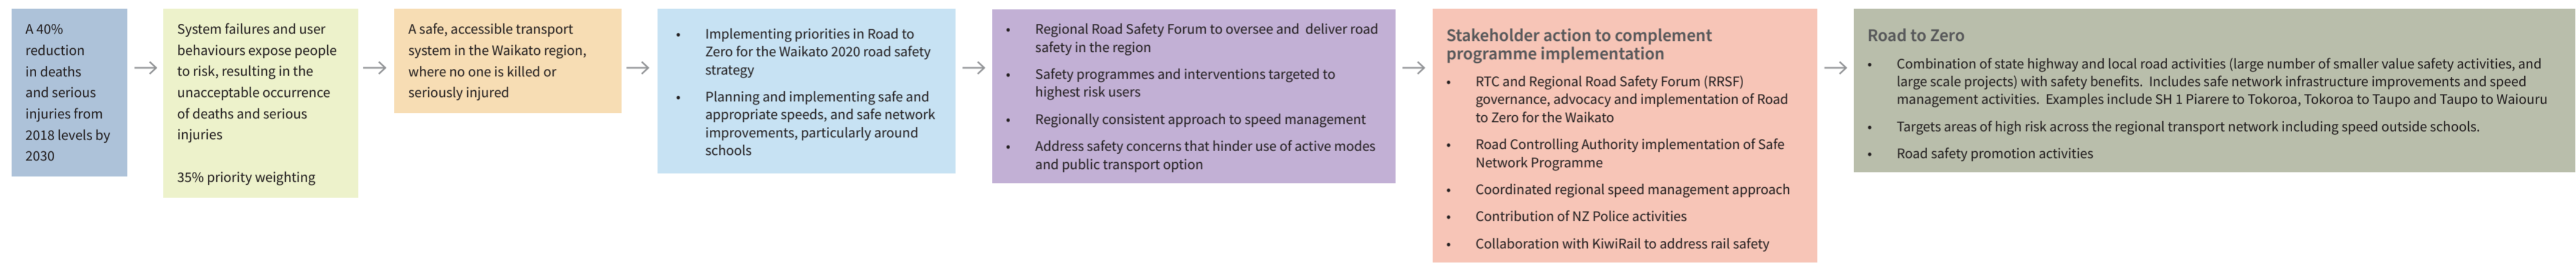 A 40%
reduction
in deaths
and serious
injuries from
2018 levels by
2030
System failures and user
behaviours expose people
to risk, resulting in the
unacceptable occurrence
of deaths and serious
injuries
35% priority weighting
A safe, accessible transport
system in the Waikato region,
where no one is killed or
seriously injured
• Implementing priorities in Road to
Zero for the Waikato 2020 road safety
strategy
• Planning and implementing safe and
appropriate speeds, and safe network
improvements, particularly around
schools
• Regional Road Safety Forum to oversee and deliver road
safety in the region
• Safety programmes and interventions targeted to
highest risk users
• Regionally consistent approach to speed management
• Address safety concerns that hinder use of active modes
and public transport option
Stakeholder action to complement
programme implementation
• RTC and Regional Road Safety Forum (RRSF)
governance, advocacy and implementation of Road
to Zero for the Waikato
• Road Controlling Authority implementation of Safe
Network Programme
• Coordinated regional speed management approach
• Contribution of NZ Police activities
• Collaboration with KiwiRail to address rail safety
Road to Zero
• Combination of state highway and local road activities (large number of smaller value safety activities, and
large scale projects) with safety benefits. Includes safe network infrastructure improvements and speed
management activities. Examples include SH 1 Piarere to Tokoroa, Tokoroa to Taupo and Taupo to Waiouru
• Targets areas of high risk across the regional transport network including speed outside schools.
• Road safety promotion activities